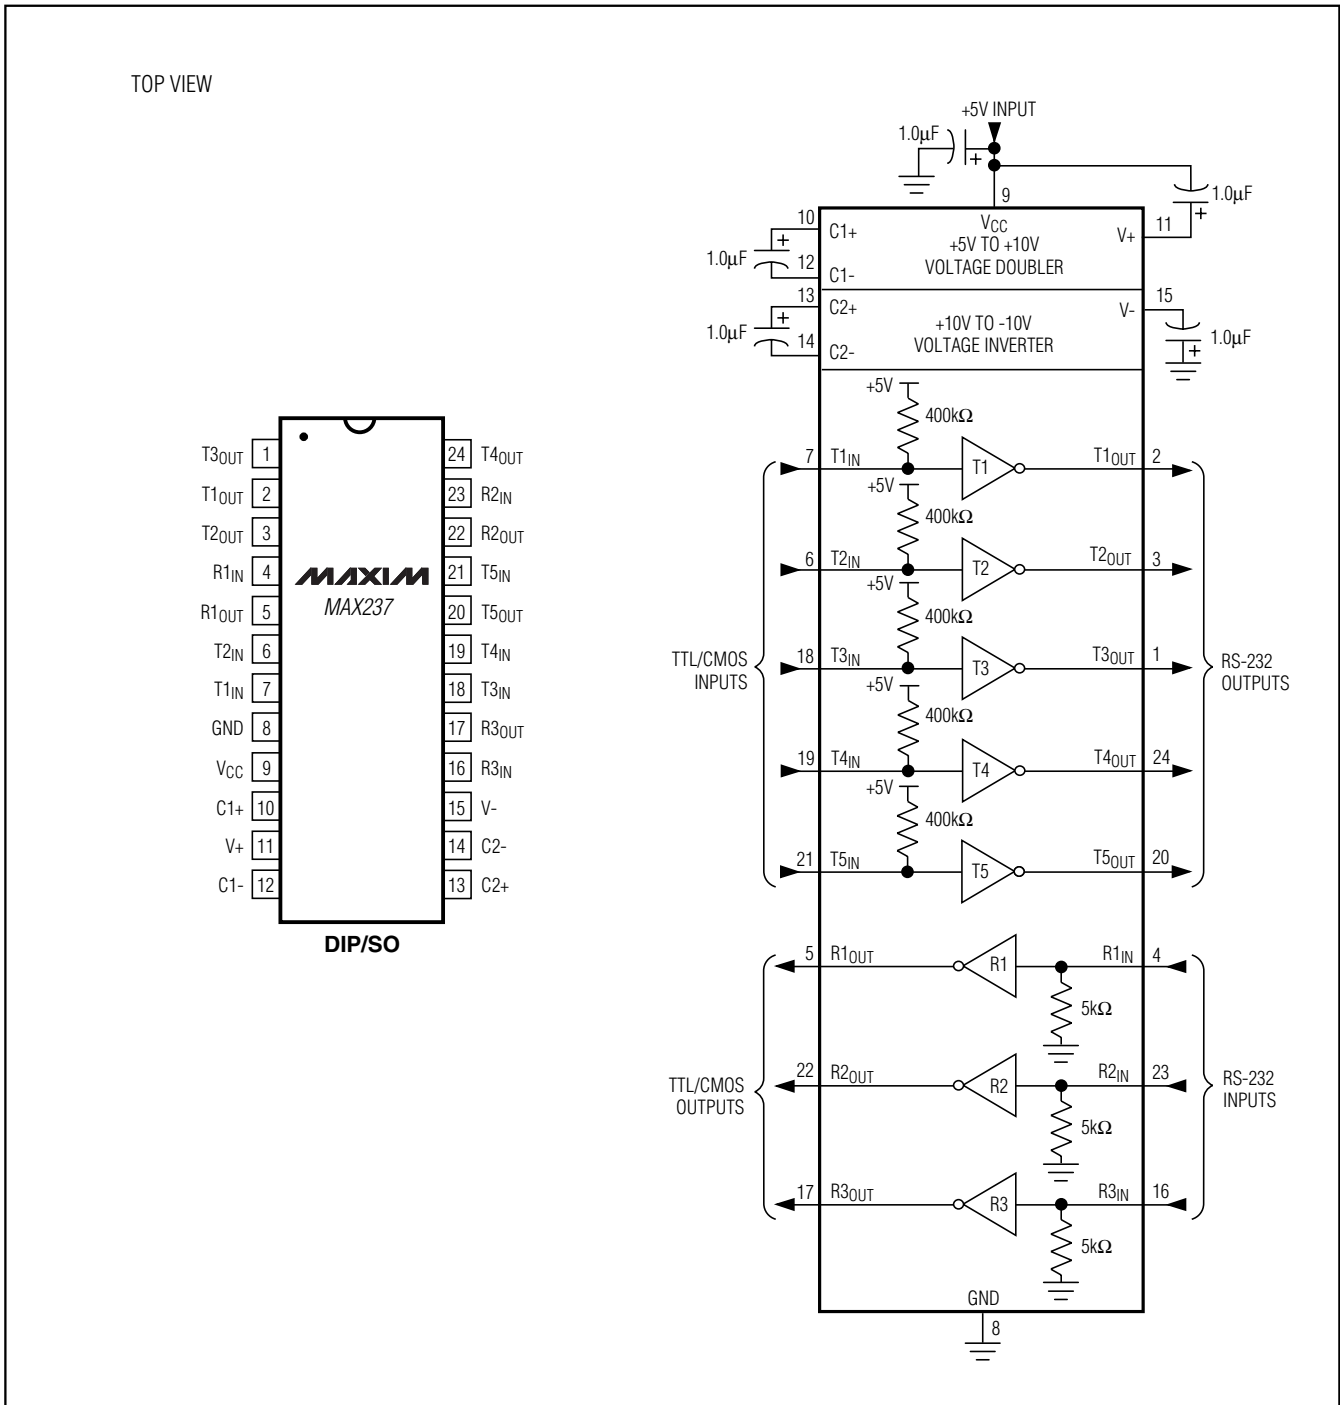 TOP VIEW
T3OUT 1
T1OUT 2
T2OUT 3
R1IN 4
R1OUT 5
T2IN 6
T1IN 7
GND 8
VCC 9
C1+ 10
V+ 11
C1- 12
MAXIM
MAX237
24 T4OUT
23 R2IN
22 R2OUT
21 T5IN
20 T5OUT
19 T4IN
18 T3IN
17 R3OUT
16 R3IN
15 V-
14 C2-
13 C2+
DIP/SO
+5V INPUT
1.0µF
+
9
1.0µF
+
10
C1+
VCC
+5V TO +10V
VOLTAGE DOUBLER
V+
11
1.0µF
+
12
C1-
13
C2+
+10V TO -10V
VOLTAGE INVERTER
V-
15
1.0µF
+
14
C2-
1.0µF
+
+5V
400kΩ
7 T1IN T1 T1OUT 2
+5V
400kΩ
6 T2IN T2 T2OUT 3
+5V
400kΩ
TTL/CMOS
INPUTS
18 T3IN T3 T3OUT 1
RS-232
OUTPUTS
+5V
400kΩ
19 T4IN T4 T4OUT 24
+5V
400kΩ
21 T5IN T5 T5OUT 20
5 R1OUT R1 R1IN 4
5kΩ
TTL/CMOS
OUTPUTS
22 R2OUT R2 R2IN 23
RS-232
INPUTS
5kΩ
17 R3OUT R3 R3IN 16
5kΩ
GND
8